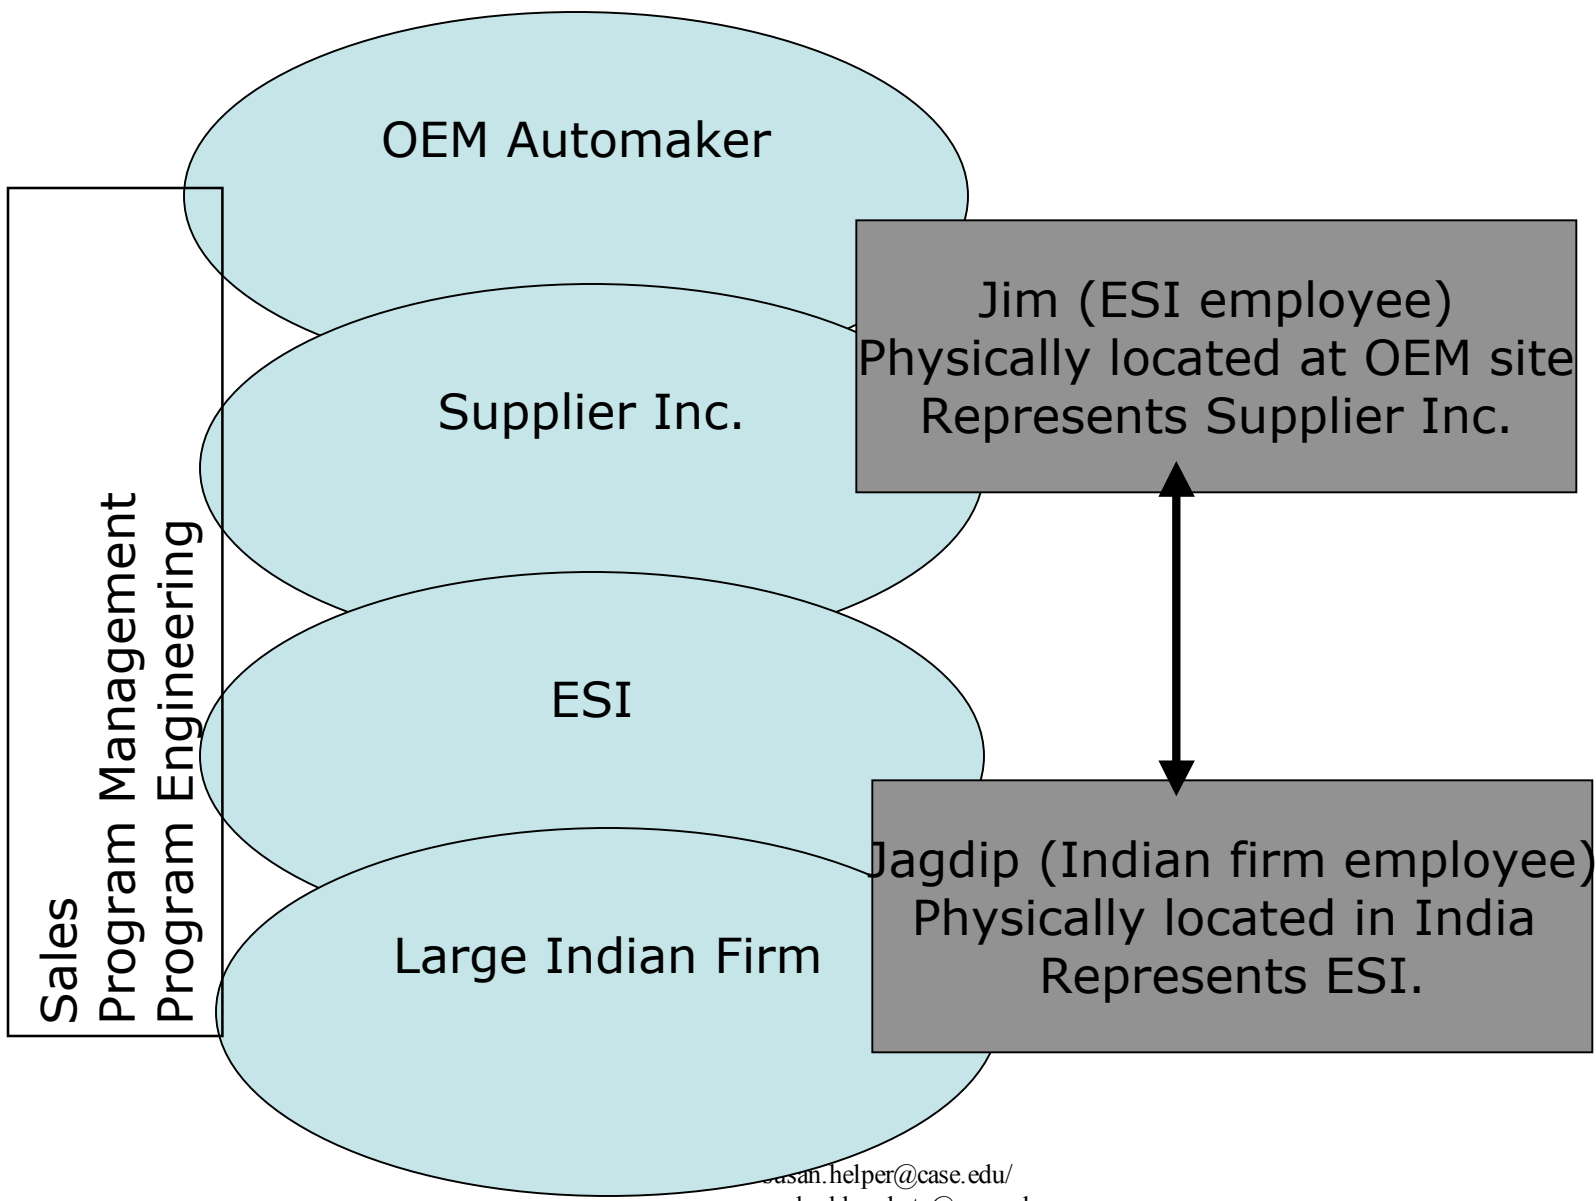 OEM Automaker
Jim (ESI employee)
Physically located at OEM site
Represents Supplier Inc.
Supplier Inc.
Sales
Program Management
Program Engineering
ESI
Jagdip (Indian firm employee)
Physically located in India
Represents ESI.
Large Indian Firm
susan.helper@case.edu/